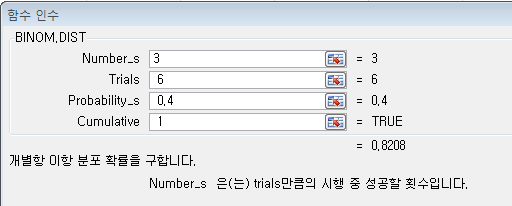 함수 인수
BINOM.DIST
Number_s 3 = 3
Trials 6 = 6
Probability_s 0.4 = 0.4
Cumulative 1 = TRUE
= 0.8208
개별항 이항 분포 확률을 구합니다.
Number_s 은(는) trials만큼의 시행 중 성공할 횟수입니다.